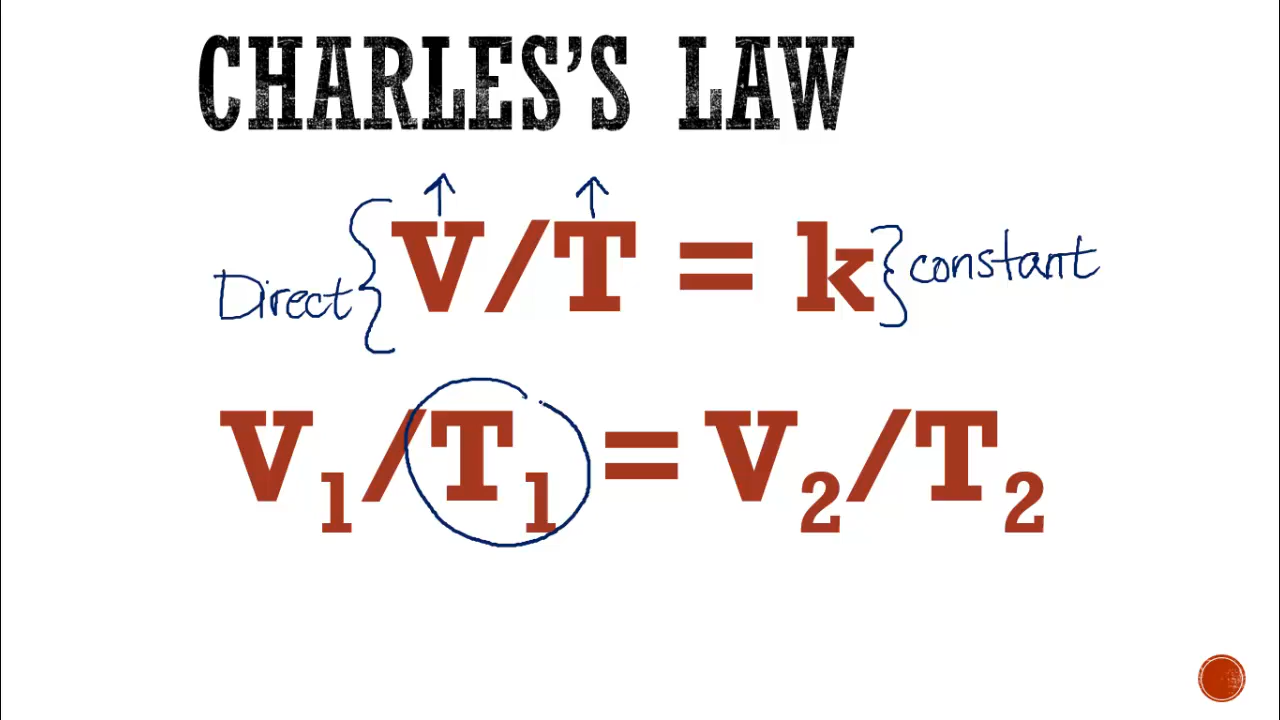 CHARLES'S LAW
Direct V/T = k constant
V₁/T₁ = V₂/T₂